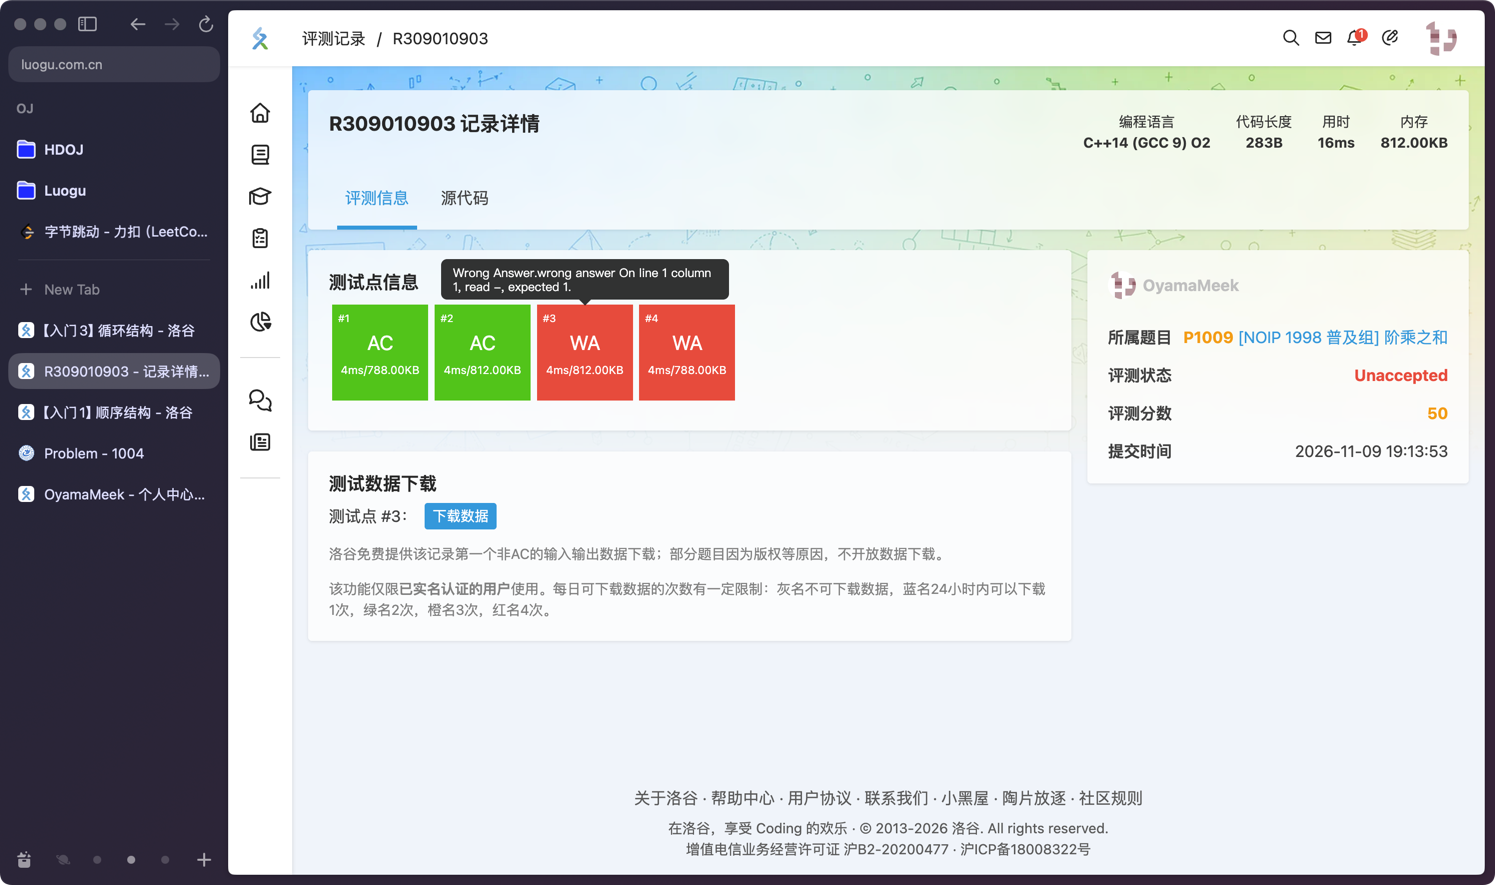 luogu.com.cn
OJ
HDOJ
Luogu
字节跳动 - 力扣 (LeetCo...
New Tab
【入门3】循环结构 - 洛谷
R309010903 - 记录详情...
【入门1】顺序结构 - 洛谷
Problem - 1004
OyamaMeek - 个人中心...
评测记录 / R309010903
1
R309010903 记录详情
编程语言 代码长度 用时 内存
C++14 (GCC 9) O2 283B 16ms 812.00KB
评测信息 源代码
测试点信息
Wrong Answer.wrong answer On line 1 column
1, read -, expected 1.
#1 #2 #3 #4
AC AC WA WA
4ms/788.00KB 4ms/812.00KB 4ms/812.00KB 4ms/788.00KB
测试数据下载
测试点 #3： 下载数据
洛谷免费提供该记录第一个非AC的输入输出数据下载；部分题目因为版权等原因，不开放数据下载。
该功能仅限已实名认证的用户使用。每日可下载数据的次数有一定限制：灰名不可下载数据，蓝名24小时内可以下载
1次，绿名2次，橙名3次，红名4次。
OyamaMeek
所属题目 P1009 [NOIP 1998 普及组] 阶乘之和
评测状态 Unaccepted
评测分数 50
提交时间 2026-11-09 19:13:53
关于洛谷 · 帮助中心 · 用户协议 · 联系我们 · 小黑屋 · 陶片放逐 · 社区规则
在洛谷，享受 Coding 的欢乐 · © 2013-2026 洛谷. All rights reserved.
增值电信业务经营许可证 沪B2-20200477 · 沪ICP备18008322号